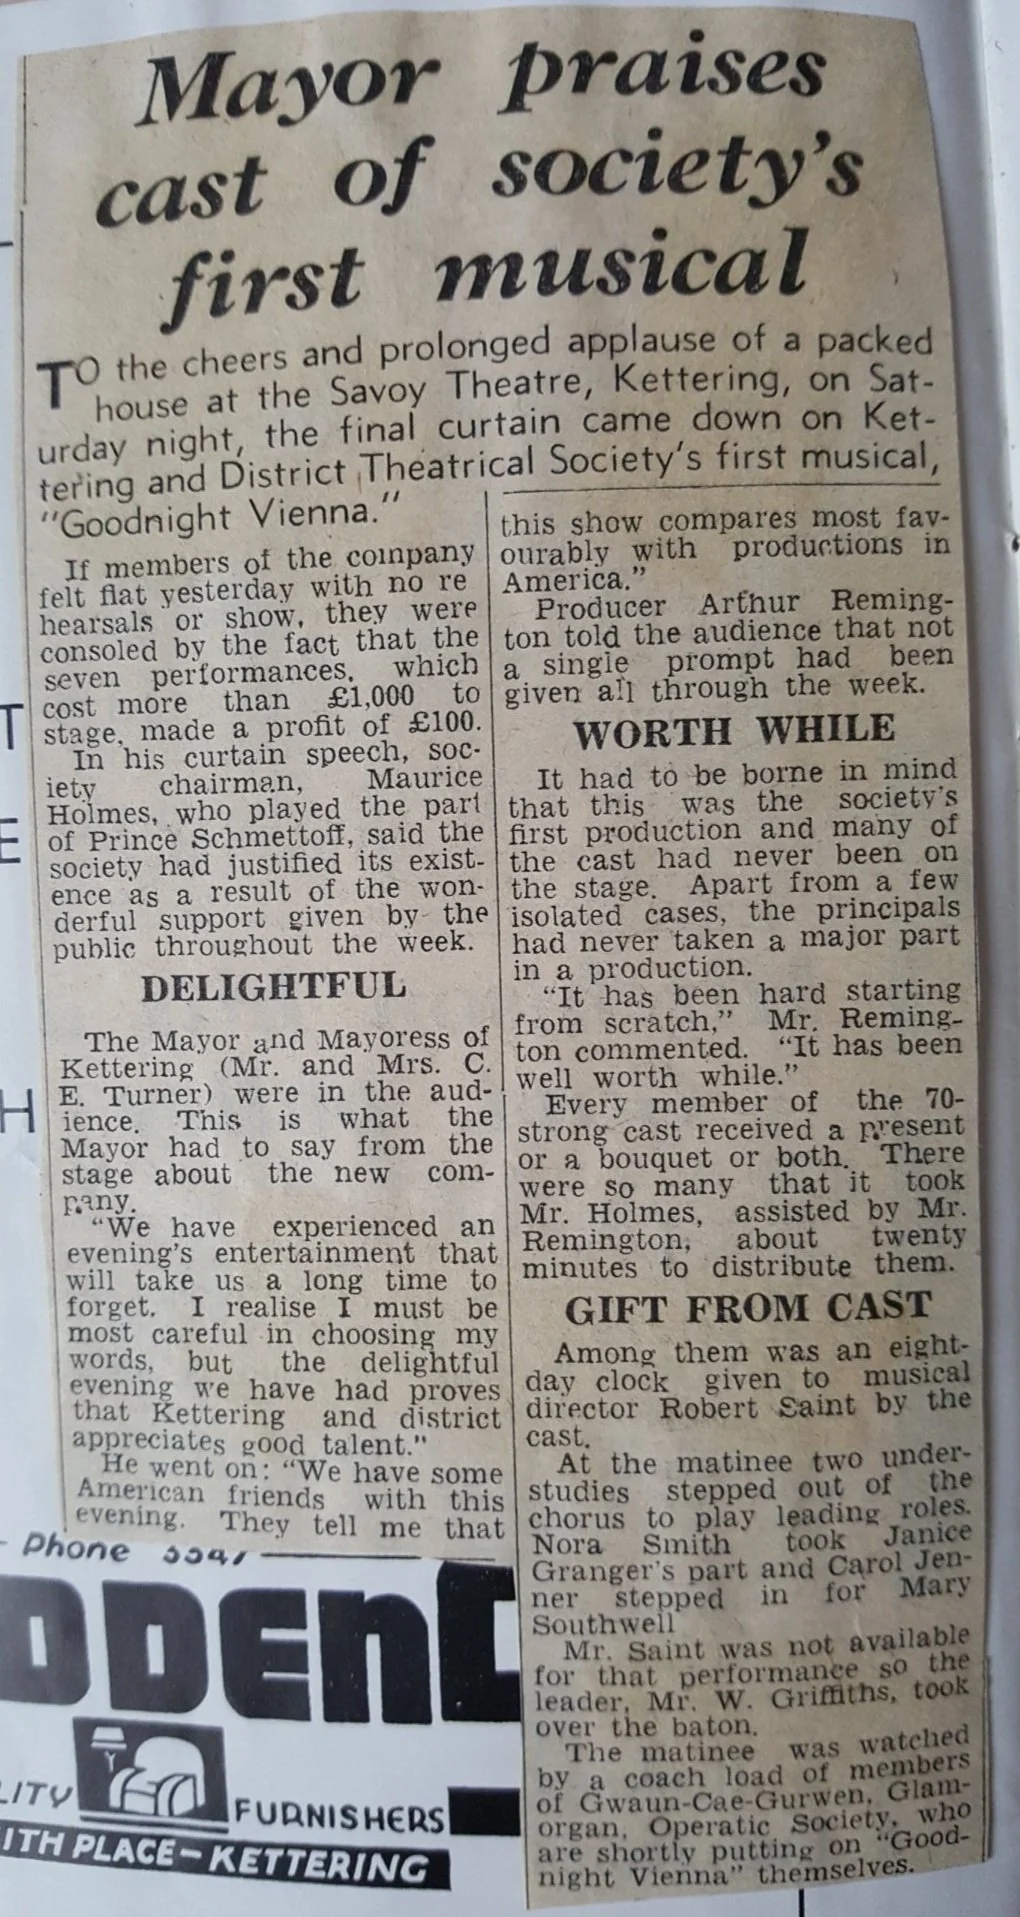 Mayor praises
cast of society's
first musical
TO the cheers and prolonged applause of a packed
house at the Savoy Theatre, Kettering, on Sat-
urday night, the final curtain came down on Ket-
tering and District Theatrical Society's first musical,
"Goodnight Vienna."
If members of the company
felt flat yesterday with no re
hearsals or show, they were
consoled by the fact that the
seven performances, which
cost more than £1,000 to
stage, made a profit of £100.
In his curtain speech, soc-
iety chairman, Maurice
Holmes, who played the part
of Prince Schmettoff, said the
society had justified its exist-
ence as a result of the won-
derful support given by the
public throughout the week.
DELIGHTFUL
The Mayor and Mayoress of
Kettering (Mr. and Mrs. C.
E. Turner) were in the aud-
ience. This is what the
Mayor had to say from the
stage about the new com-
pany.
"We have experienced an
evening's entertainment that
will take us a long time to
forget. I realise I must be
most careful in choosing my
words, but the delightful
evening we have had proves
that Kettering and district
appreciates good talent."
He went on: "We have some
American friends with this
evening. They tell me that
this show compares most fav-
ourably with productions in
America."
Producer Arthur Reming-
ton told the audience that not
a single prompt had been
given all through the week.
WORTH WHILE
It had to be borne in mind
that this was the society's
first production and many of
the cast had never been on
the stage. Apart from a few
isolated cases, the principals
had never taken a major part
in a production.
"It has been hard starting
from scratch," Mr. Reming-
ton commented. "It has been
well worth while."
Every member of the 70-
strong cast received a present
or a bouquet or both. There
were so many that it took
Mr. Holmes, assisted by Mr.
Remington, about twenty
minutes to distribute them.
GIFT FROM CAST
Among them was an eight-
day clock given to musical
director Robert Saint by the
cast.
At the matinee two under-
studies stepped out of the
chorus to play leading roles.
Nora Smith took Janice
Granger's part and Carol Jen-
ner stepped in for Mary
Southwell
Mr. Saint was not available
for that performance so the
leader, Mr. W. Griffiths, took
over the baton.
The matinee was watched
by a coach load of members
of Gwaun-Cae-Gurwen, Glam-
organ, Operatic Society, who
are shortly putting on "Good-
night Vienna" themselves.
T
E
H
Phone
ODEN
LITY FURNISHERS
ITH PLACE - KETTERING